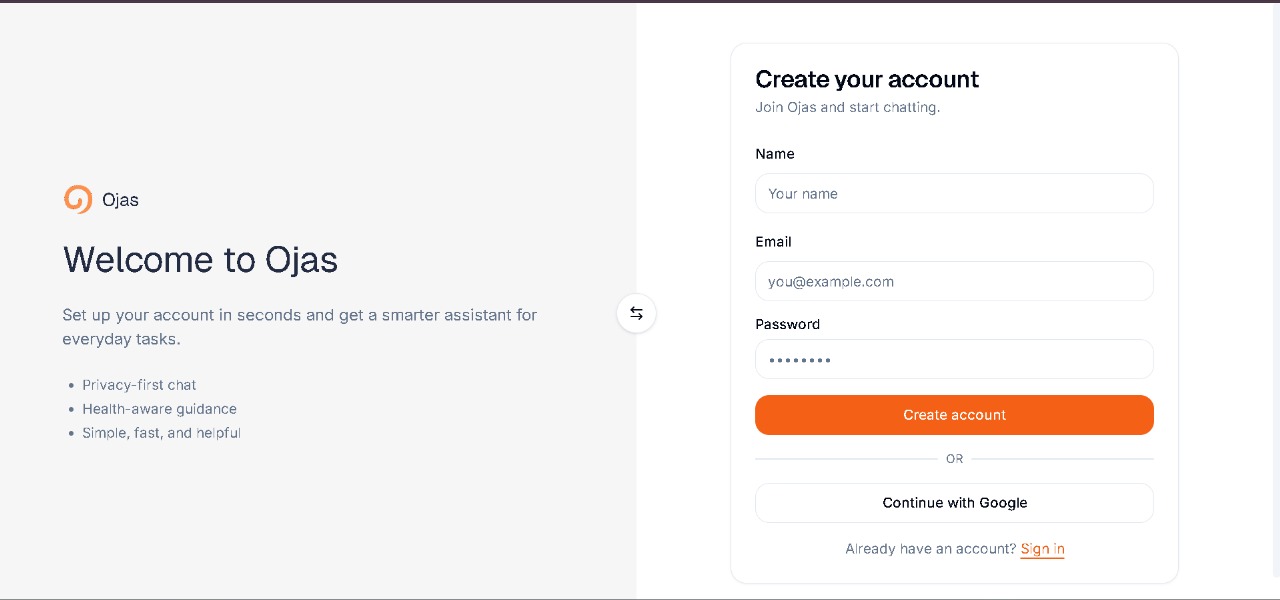 Ojas
Welcome to Ojas
Set up your account in seconds and get a smarter assistant for
everyday tasks.
Privacy-first chat
Health-aware guidance
Simple, fast, and helpful
Create your account
Join Ojas and start chatting.
Name
Your name
Email
you@example.com
Password
••••••••
Create account
OR
Continue with Google
Already have an account? Sign in